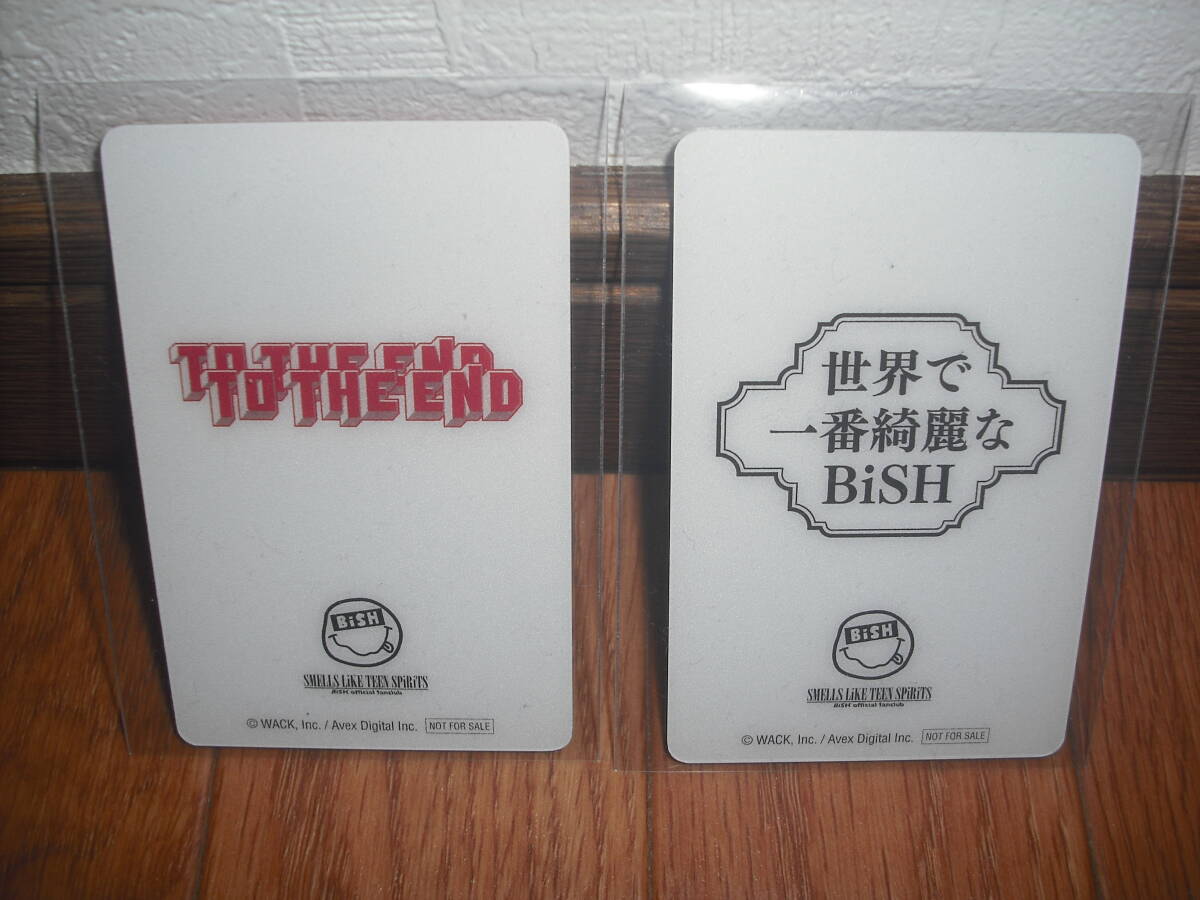 TO THE END
TO THE END
BiSH
SMELLS LiKE TEEN SPiRiTS
BiSH official fanclub
© WACK, Inc. / Avex Digital Inc. NOT FOR SALE
世界で
一番綺麗な
BiSH
BiSH
SMELLS LiKE TEEN SPiRiTS
BiSH official fanclub
© WACK, Inc. / Avex Digital Inc. NOT FOR SALE